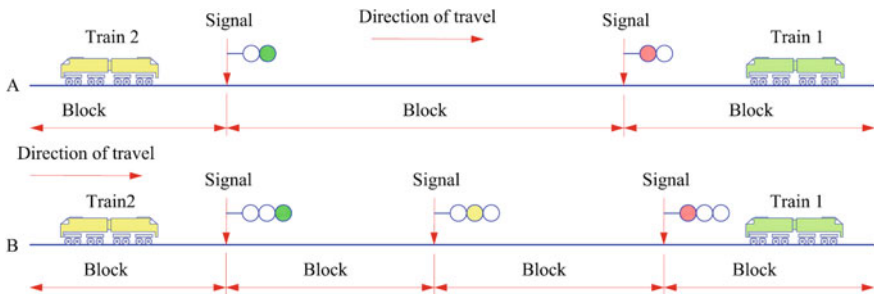 Direction of travel
Signal Signal
Train 2 Train 1
A
Block Block Block
Direction of travel
Signal Signal Signal
Train2 Train 1
B
Block Block Block Block